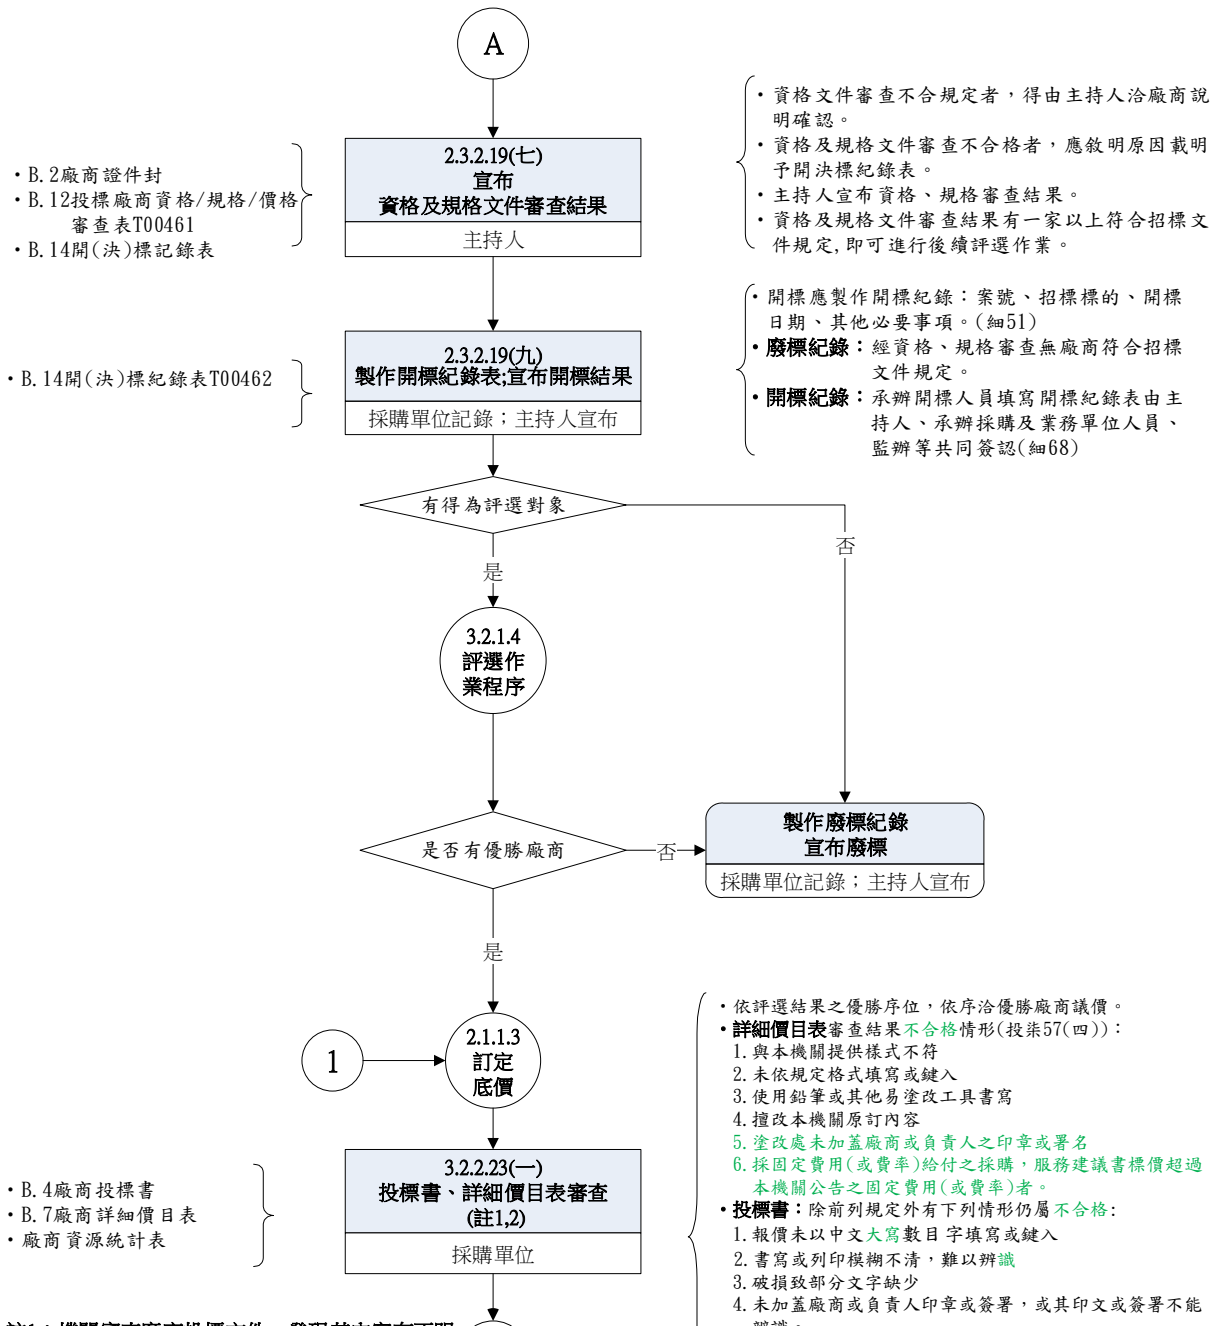 A
・B.2廠商證件封
・B.12投標廠商資格/規格/價格
審查表T00461
・B.14開(決)標記錄表
2.3.2.19(七)
宣布
資格及規格文件審查結果
主持人
・資格文件審查不合規定者，得由主持人洽廠商說
明確認。
・資格及規格文件審查不合格者，應敘明原因載明
予開決標紀錄表。
・主持人宣布資格、規格審查結果。
・資格及規格文件審查結果有一家以上符合招標文
件規定,即可進行後續評選作業。
・B.14開(決)標紀錄表T00462
2.3.2.19(九)
製作開標紀錄表;宣布開標結果
採購單位記錄；主持人宣布
・開標應製作開標紀錄：案號、招標標的、開標
日期、其他必要事項。(細51)
・廢標紀錄：經資格、規格審查無廠商符合招標
文件規定。
・開標紀錄：承辦開標人員填寫開標紀錄表由主
持人、承辦採購及業務單位人員、
監辦等共同簽認(細68)
有得為評選對象
否
是
3.2.1.4
評選作
業程序
是否有優勝廠商
否
製作廢標紀錄
宣布廢標
採購單位記錄；主持人宣布
是
1
2.1.1.3
訂定
底價
・B.4廠商投標書
・B.7廠商詳細價目表
・廠商資源統計表
3.2.2.23(一)
投標書、詳細價目表審查
(註1,2)
採購單位
・依評選結果之優勝序位，依序洽優勝廠商議價。
・詳細價目表審查結果不合格情形(投柒57(四))：
1.與本機關提供樣式不符
2.未依規定格式填寫或鍵入
3.使用鉛筆或其他易塗改工具書寫
4.擅改本機關原訂內容
5.塗改處未加蓋廠商或負責人之印章或署名
6.採固定費用(或費率)給付之採購，服務建議書標價超過
本機關公告之固定費用(或費率)者。
・投標書：除前列規定外有下列情形仍屬不合格:
1.報價未以中文大寫數目字填寫或鍵入
2.書寫或列印模糊不清，難以辨識
3.破損致部分文字缺少
4.未加蓋廠商或負責人印章或簽署，或其印文或簽署不能